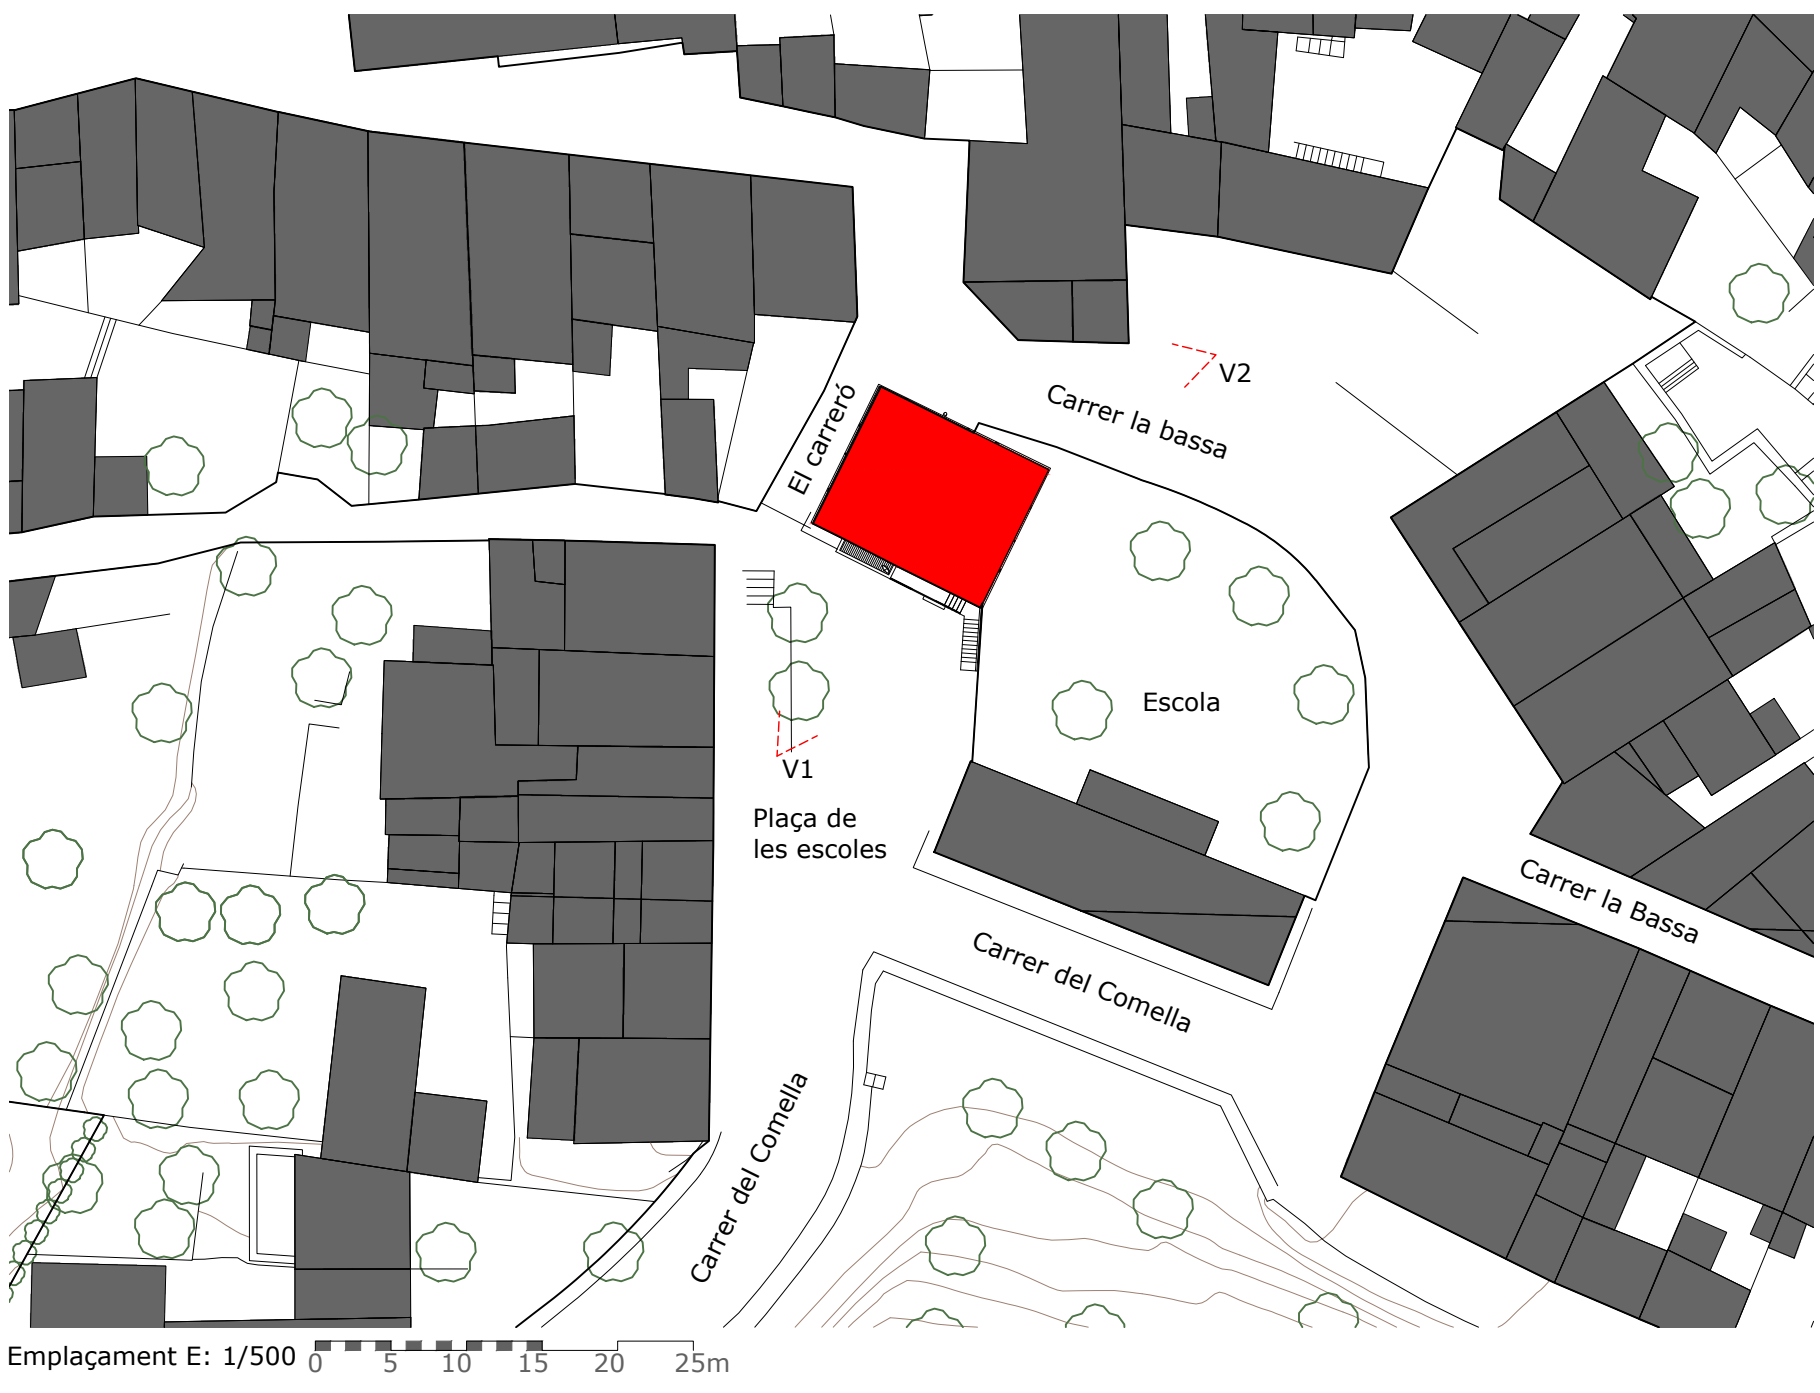 V2
Carrer la bassa
El carreró
Escola
V1
Plaça de
les escoles
Carrer la Bassa
Carrer del Comella
Carrer del Comella
Emplaçament E: 1/500 0 5 10 15 20 25m